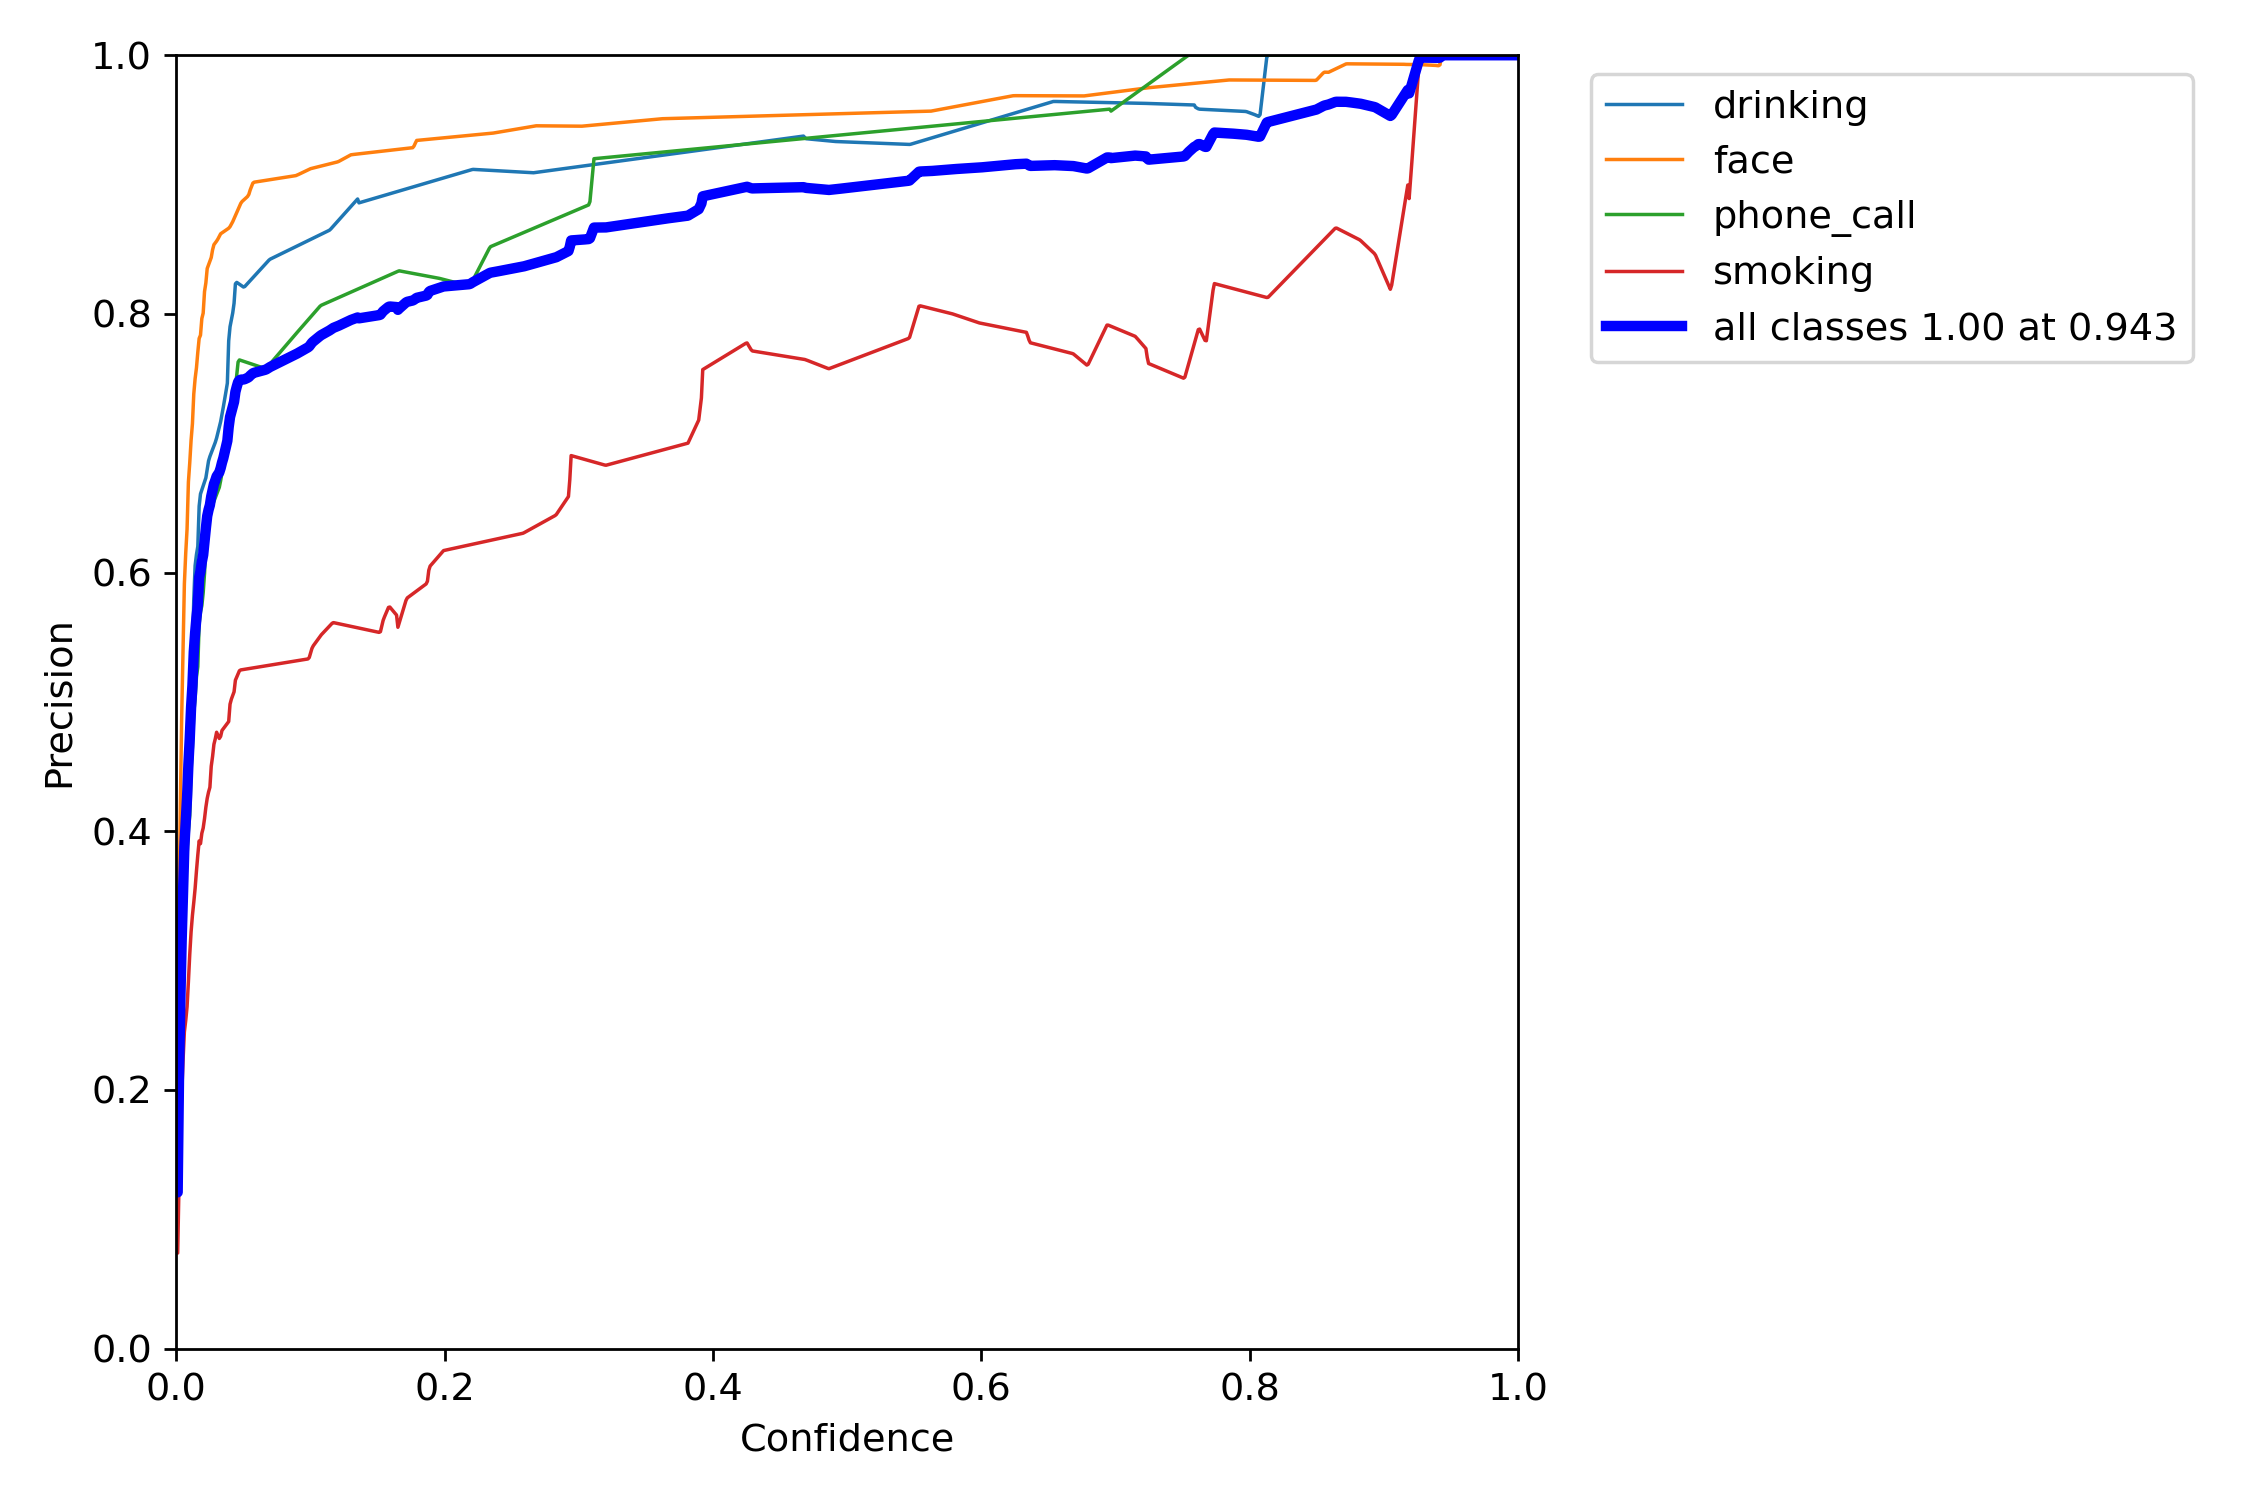 1.0
0.8
0.6
0.4
0.2
0.0
Precision
0.0 0.2 0.4 0.6 0.8 1.0
Confidence
drinking
face
phone_call
smoking
all classes 1.00 at 0.943